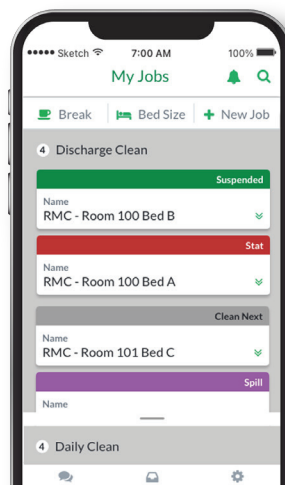 Sketch 7:00 AM 100%
My Jobs
Break Bed Size New Job
4 Discharge Clean
Suspended
Name
RMC - Room 100 Bed B
Stat
Name
RMC - Room 100 Bed A
Clean Next
Name
RMC - Room 101 Bed C
Spill
Name
4 Daily Clean